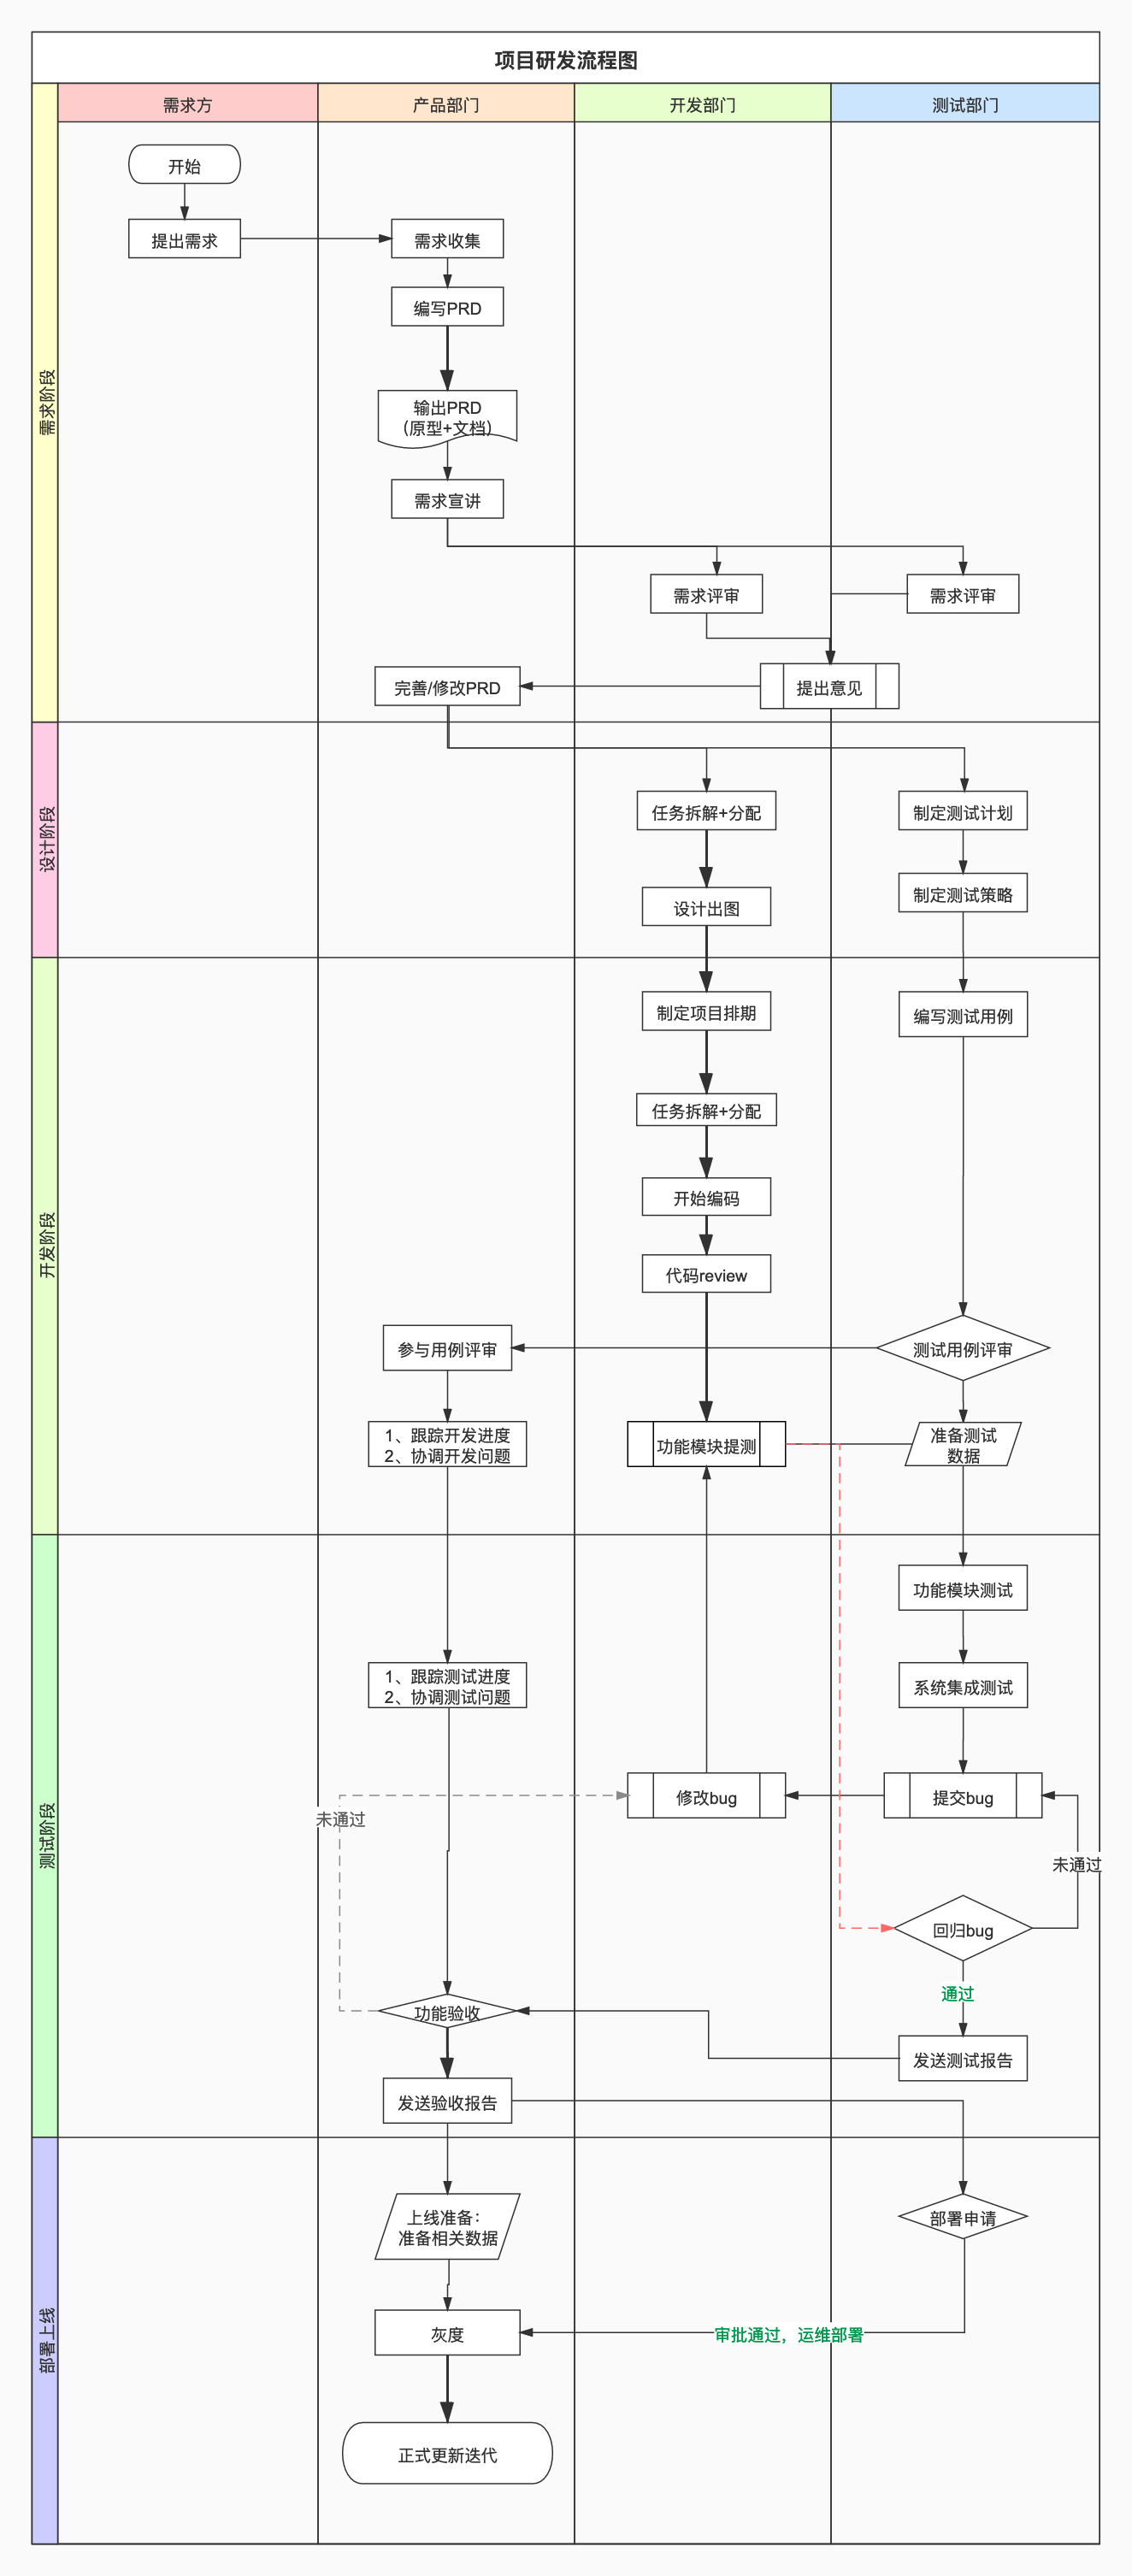 项目研发流程图
需求方
产品部门
开发部门
测试部门
需求阶段
开始
提出需求
需求收集
编写PRD
输出PRD
(原型+文档)
需求宣讲
需求评审
需求评审
完善/修改PRD
提出意见
设计阶段
任务拆解+分配
制定测试计划
制定测试策略
设计出图
开发阶段
制定项目排期
编写测试用例
任务拆解+分配
开始编码
代码review
参与用例评审
测试用例评审
1、跟踪开发进度
2、协调开发问题
功能模块提测
准备测试
数据
测试阶段
功能模块测试
1、跟踪测试进度
2、协调测试问题
系统集成测试
修改bug
提交bug
未通过
未通过
回归bug
通过
功能验收
发送测试报告
发送验收报告
部署上线
上线准备：
准备相关数据
部署申请
灰度
审批通过，运维部署
正式更新迭代